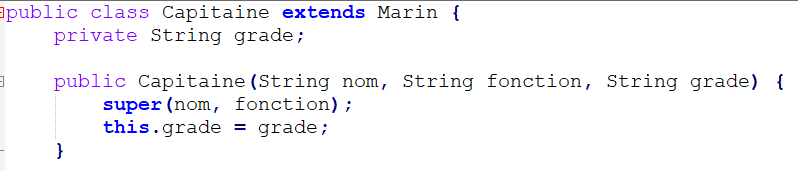 public class Capitaine extends Marin {
    private String grade;

    public Capitaine(String nom, String fonction, String grade) {
        super(nom, fonction);
        this.grade = grade;
    }